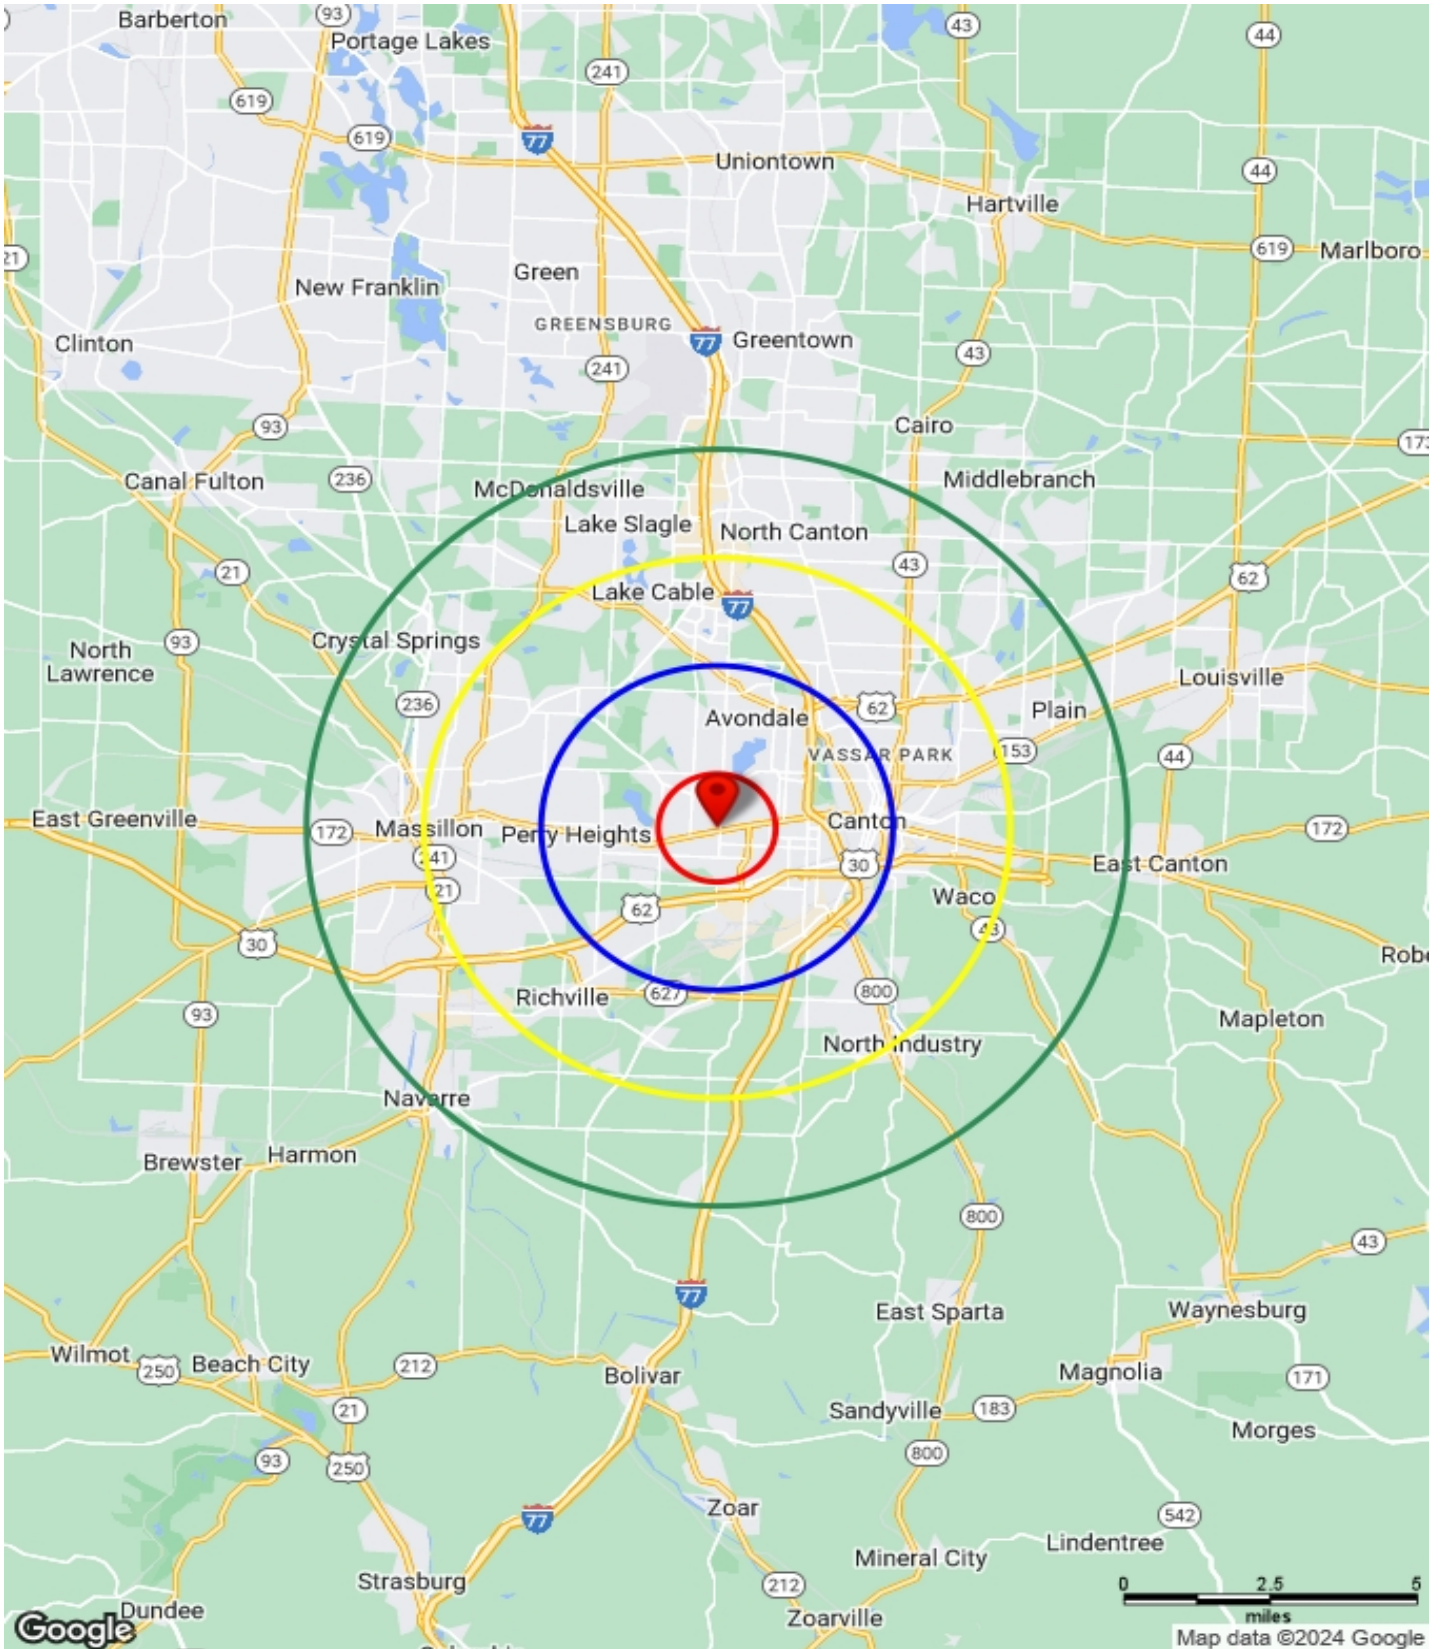 Barberton
93
Portage Lakes
43
44
241
619
77
619
Uniontown
44
Hartville
21
619
Marlboro
Green
New Franklin
GREENSBURG
77
Greentown
Clinton
43
241
93
Cairo
173
Canal Fulton
236
McDonaldsville
Middlebranch
Lake Slagle
North Canton
21
43
62
Lake Cable
77
93
Crystal Springs
North
Lawrence
Louisville
236
62
Plain
Avondale
VASSAR PARK
153
44
East Greenville
172
Massillon
Perry Heights
Canton
172
241
30
East Canton
21
Waco
62
43
30
Robe
Richville
627
800
93
Mapleton
North Industry
Navarre
Brewster
Harmon
800
43
77
East Sparta
Waynesburg
Wilmot
250
Beach City
212
Bolivar
Magnolia
171
21
Sandyville
183
Morges
93
250
800
77
Zoar
542
Lindentree
Mineral City
Strasburg
212
0 2.5 5
miles
Dundee
Zoarville
Google
Map data ©2024 Google